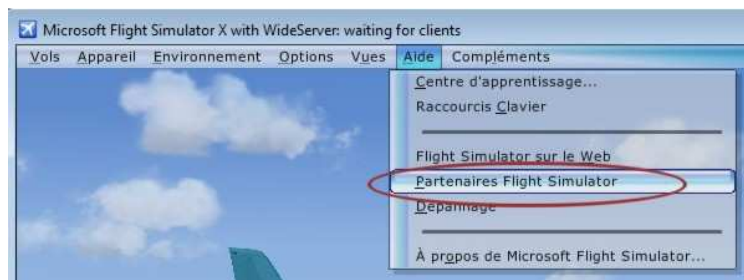 Microsoft Flight Simulator X with WideServer: waiting for clients
Vols Appareil Environnement Options Vues Aide Compléments
Centre d'apprentissage...
Raccourcis Clavier
Flight Simulator sur le Web
Partenaires Flight Simulator
Dépannage
À propos de Microsoft Flight Simulator...